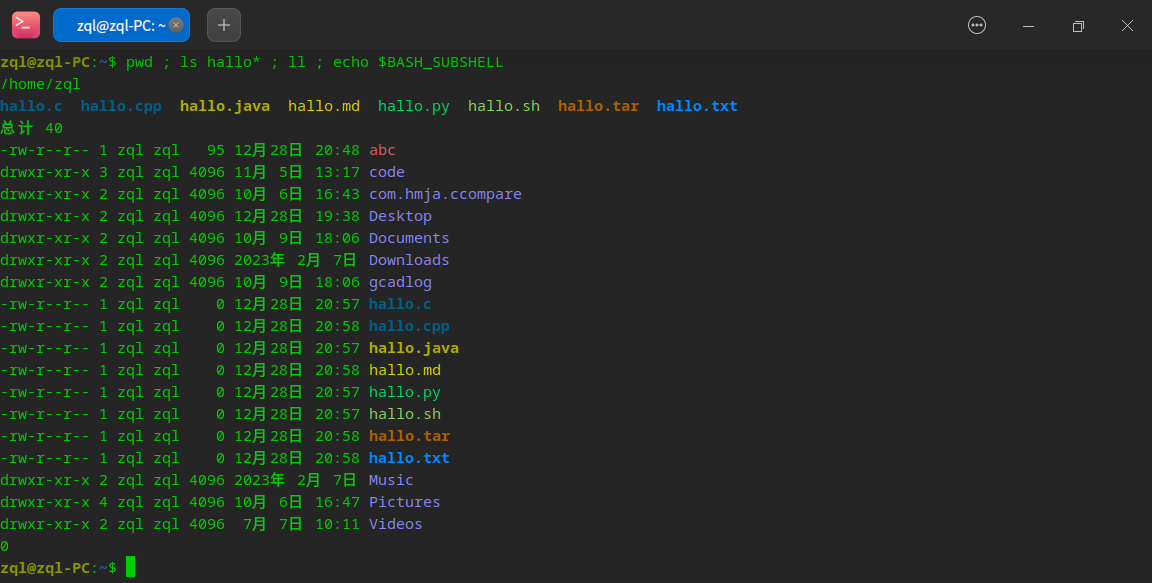 zql@zql-PC: ~
zql@zql-PC:~$ pwd ; ls hallo* ; ll ; echo $BASH_SUBSHELL
/home/zql
hallo.c  hallo.cpp  hallo.java  hallo.md  hallo.py  hallo.sh  hallo.tar  hallo.txt
总计 40
-rw-r--r-- 1 zql zql   95 12月28日 20:48 abc
drwxr-xr-x 3 zql zql 4096 11月 5日 13:17 code
drwxr-xr-x 2 zql zql 4096 10月 6日 16:43 com.hmja.ccompare
drwxr-xr-x 2 zql zql 4096 12月28日 19:38 Desktop
drwxr-xr-x 2 zql zql 4096 10月 9日 18:06 Documents
drwxr-xr-x 2 zql zql 4096 2023年 2月 7日 Downloads
drwxr-xr-x 2 zql zql 4096 10月 9日 18:06 gcadlog
-rw-r--r-- 1 zql zql    0 12月28日 20:57 hallo.c
-rw-r--r-- 1 zql zql    0 12月28日 20:58 hallo.cpp
-rw-r--r-- 1 zql zql    0 12月28日 20:57 hallo.java
-rw-r--r-- 1 zql zql    0 12月28日 20:58 hallo.md
-rw-r--r-- 1 zql zql    0 12月28日 20:57 hallo.py
-rw-r--r-- 1 zql zql    0 12月28日 20:57 hallo.sh
-rw-r--r-- 1 zql zql    0 12月28日 20:58 hallo.tar
-rw-r--r-- 1 zql zql    0 12月28日 20:58 hallo.txt
drwxr-xr-x 2 zql zql 4096 2023年 2月 7日 Music
drwxr-xr-x 4 zql zql 4096 10月 6日 16:47 Pictures
drwxr-xr-x 2 zql zql 4096  7月 7日 10:11 Videos
0
zql@zql-PC:~$